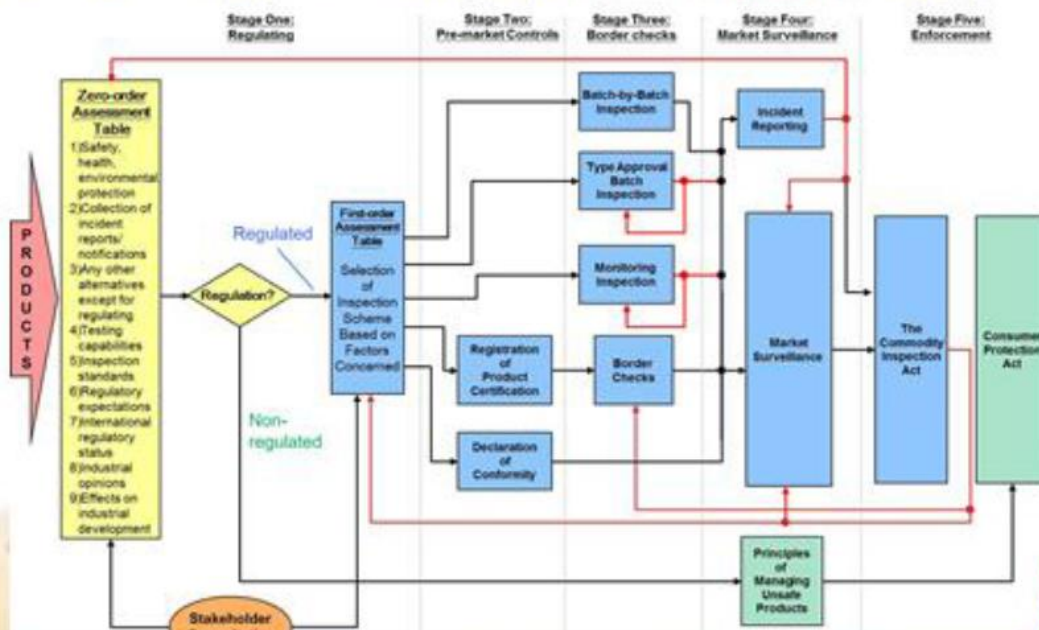 Stage One:
Regulating
Stage Two:
Pre-market Controls
Stage Three:
Border checks
Stage Four:
Market Surveillance
Stage Five:
Enforcement
PRODUCTS
Zero-order
Assessment
Table
1)Safety,
health,
environmental
protection
2)Collection of
incident
reports/
notifications
3)Any other
alternatives
except for
regulating
4)Testing
capabilities
5)Inspection
standards
6)Regulatory
expectations
7)International
regulatory
status
8)Industrial
opinions
9)Effects on
industrial
development
Regulation?
Regulated
Non-
regulated
First-order
Assessment
Table
Selection
of
Inspection
Scheme
Based on
Factors
Concerned
Registration
of
Product
Certification
Declaration
of
Conformity
Batch-by-Batch
Inspection
Type Approval
Batch
Inspection
Monitoring
Inspection
Border
Checks
Incident
Reporting
Market
Surveillance
The
Commodity
Inspection
Act
Consumer
Protection
Act
Principles
of
Managing
Unsafe
Products
Stakeholder